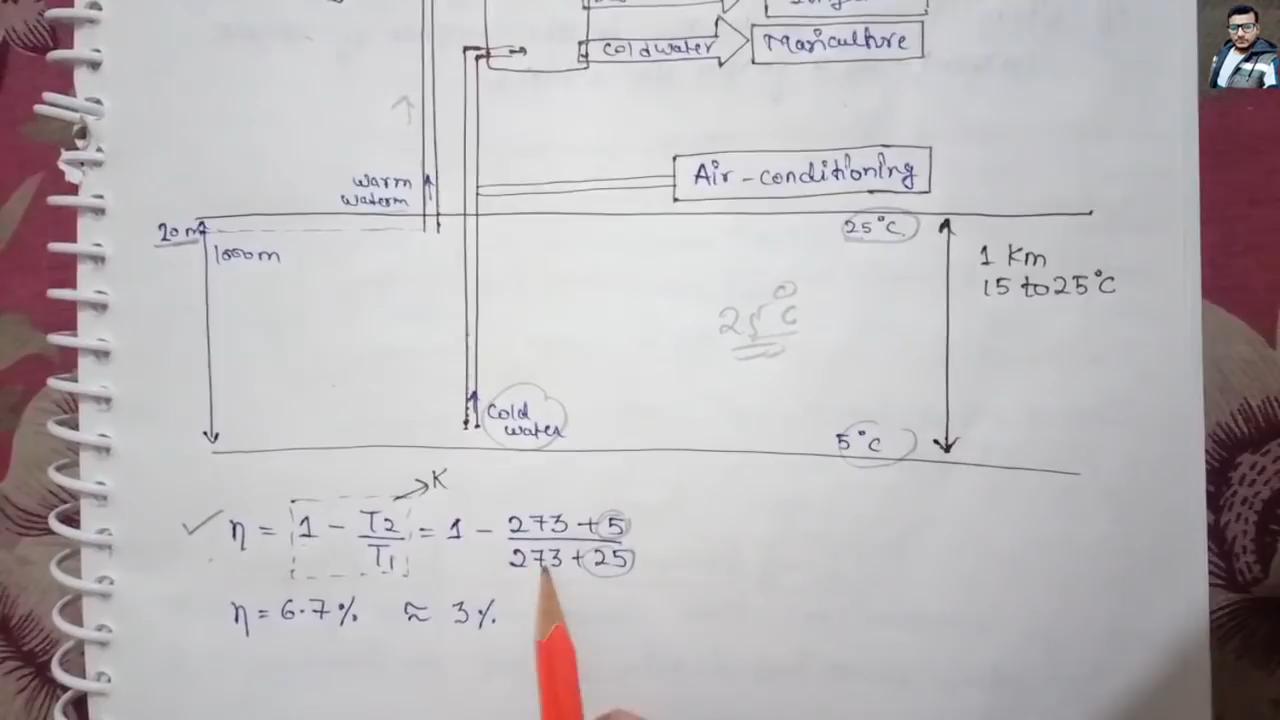 cold water
Mariculture
Air-conditioning
warm
waterm
20m
1000m
25°C
1 Km
15 to 25°C
25°C
cold
water
5°C
K
η = 1 - T2/T1 = 1 - 273+5/273+25
η = 6.7% ≈ 3%